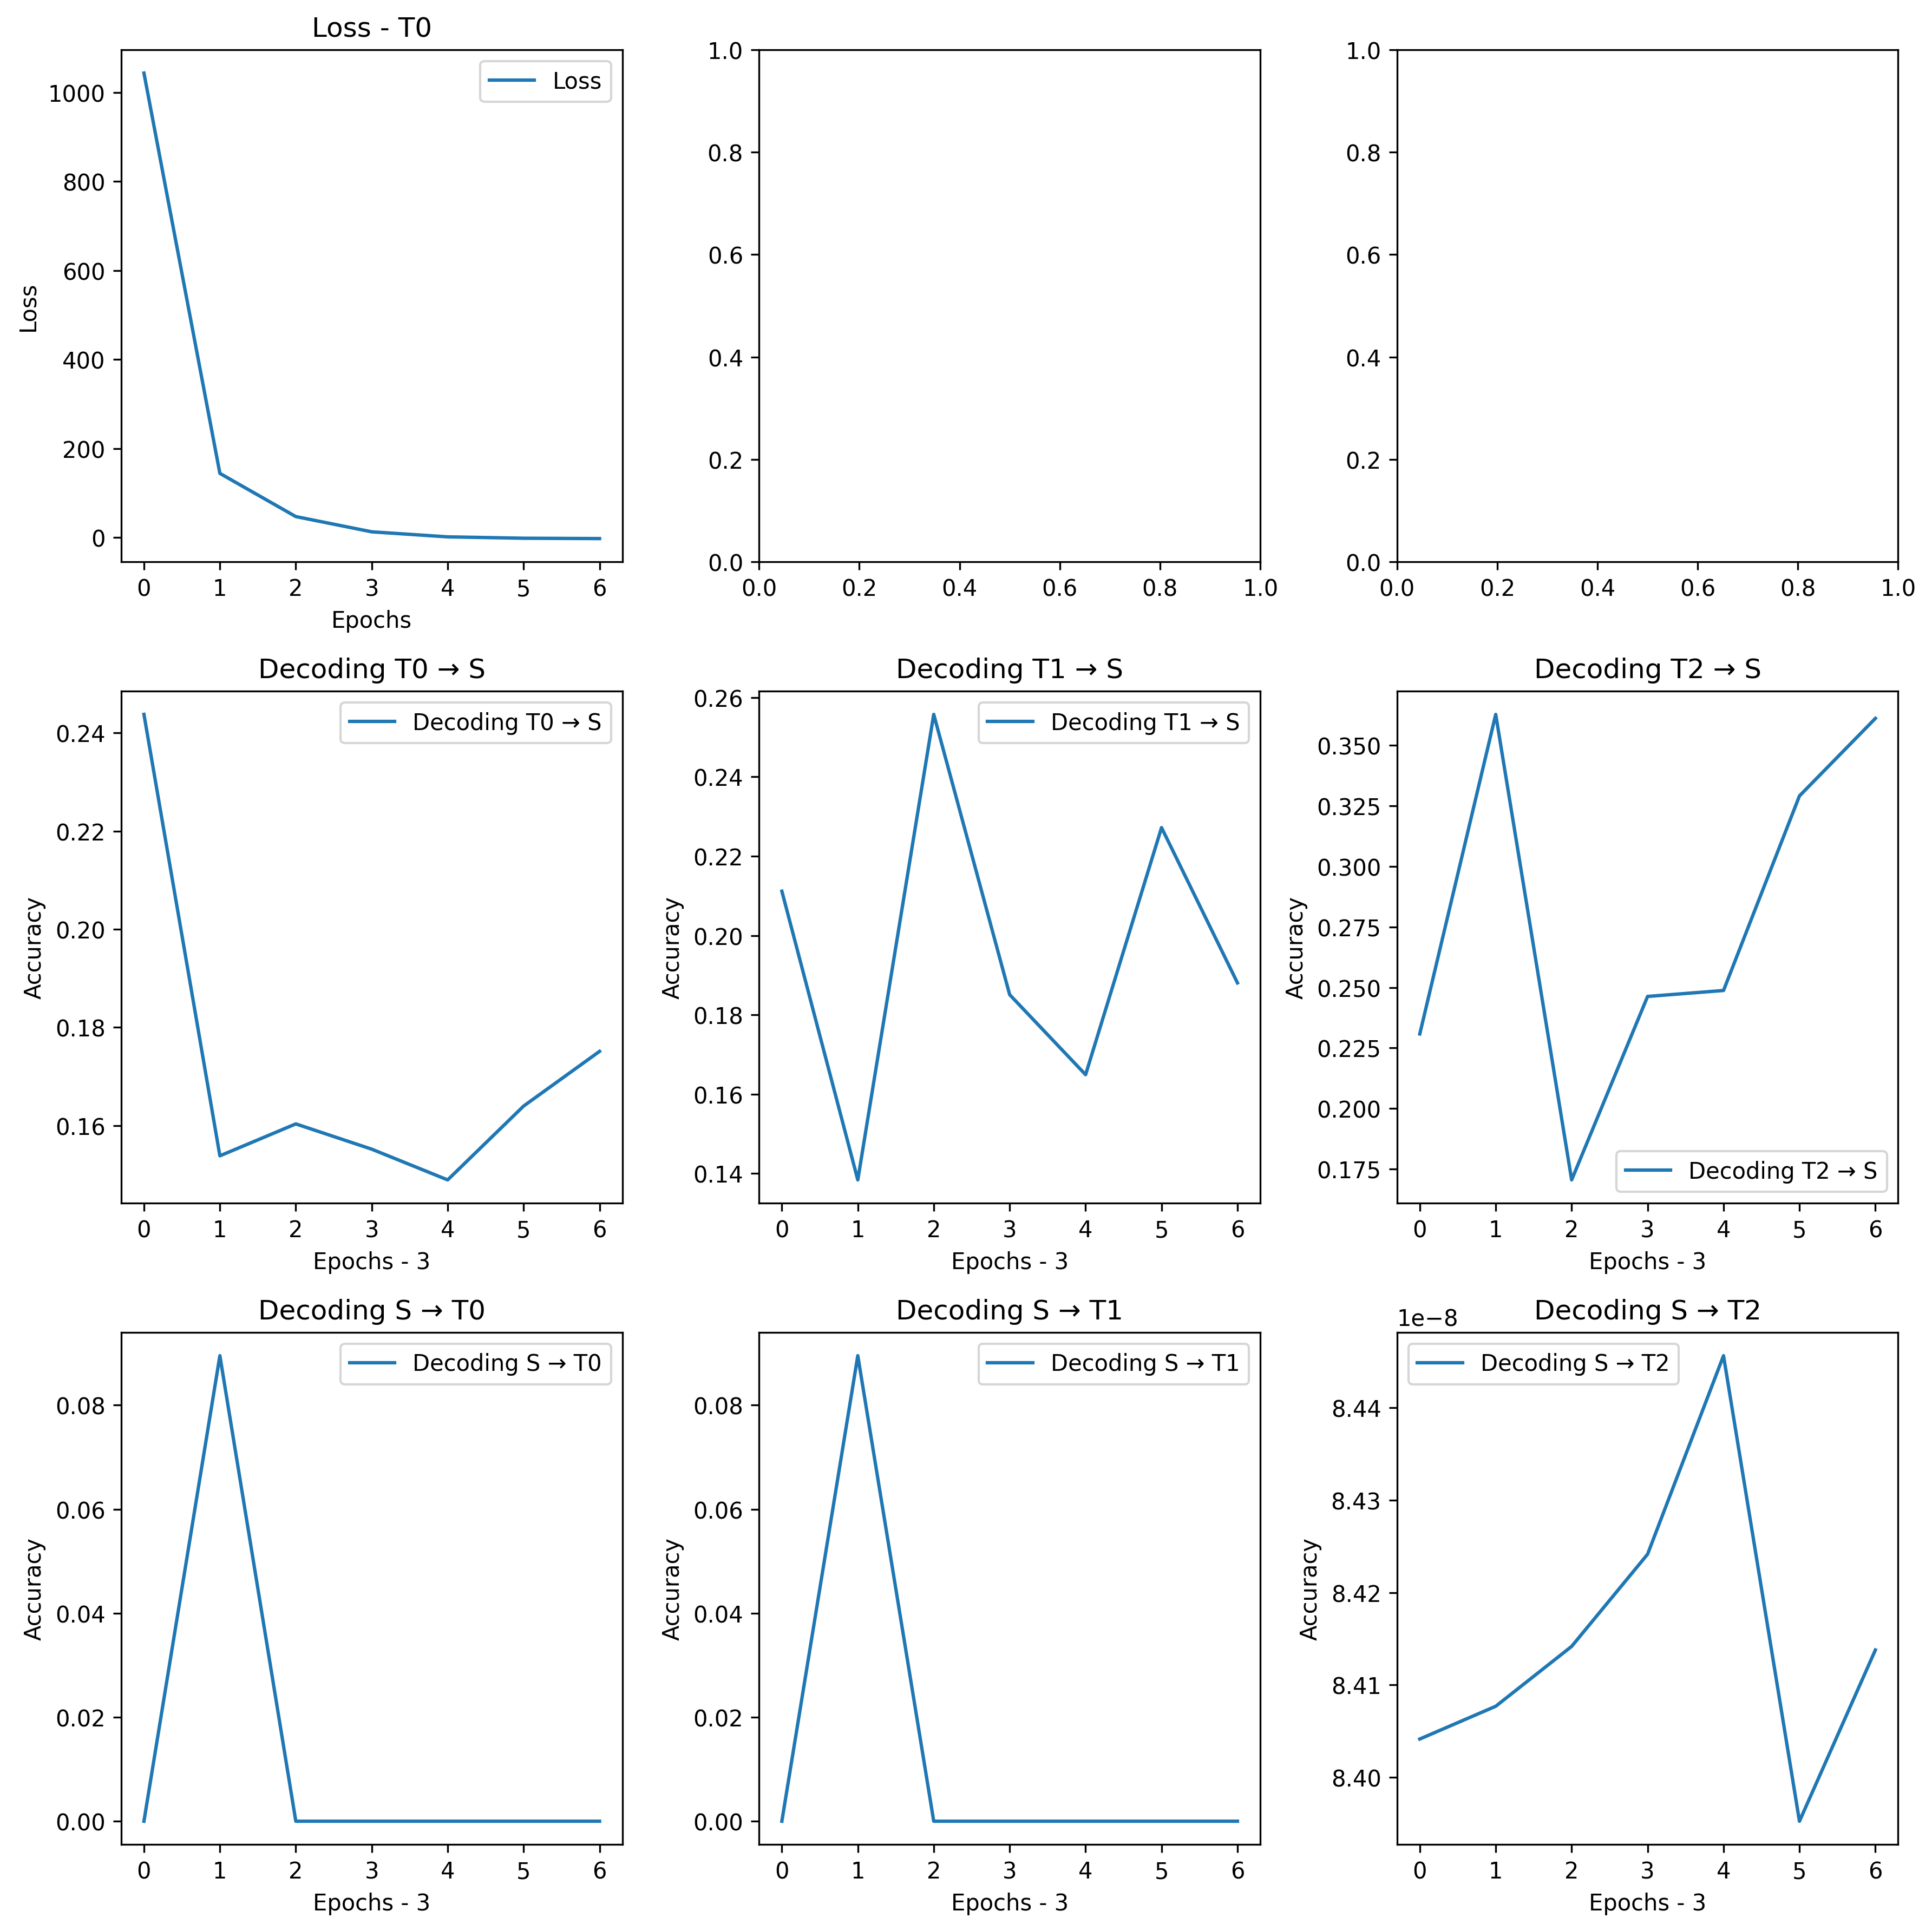 Loss - T0
Loss
1000
800
600
400
200
0
Loss
0 1 2 3 4 5 6
Epochs
1.0
0.8
0.6
0.4
0.2
0.0
0.0 0.2 0.4 0.6 0.8 1.0
1.0
0.8
0.6
0.4
0.2
0.0
0.0 0.2 0.4 0.6 0.8 1.0
Decoding T0 → S
Decoding T0 → S
0.24
0.22
0.20
0.18
0.16
Accuracy
0 1 2 3 4 5 6
Epochs - 3
Decoding T1 → S
Decoding T1 → S
0.26
0.24
0.22
0.20
0.18
0.16
0.14
Accuracy
0 1 2 3 4 5 6
Epochs - 3
Decoding T2 → S
0.350
0.325
0.300
0.275
0.250
0.225
0.200
0.175
Accuracy
Decoding T2 → S
0 1 2 3 4 5 6
Epochs - 3
Decoding S → T0
Decoding S → T0
0.08
0.06
0.04
0.02
0.00
Accuracy
0 1 2 3 4 5 6
Epochs - 3
Decoding S → T1
Decoding S → T1
0.08
0.06
0.04
0.02
0.00
Accuracy
0 1 2 3 4 5 6
Epochs - 3
Decoding S → T2
1e−8
Decoding S → T2
8.44
8.43
8.42
8.41
8.40
Accuracy
0 1 2 3 4 5 6
Epochs - 3